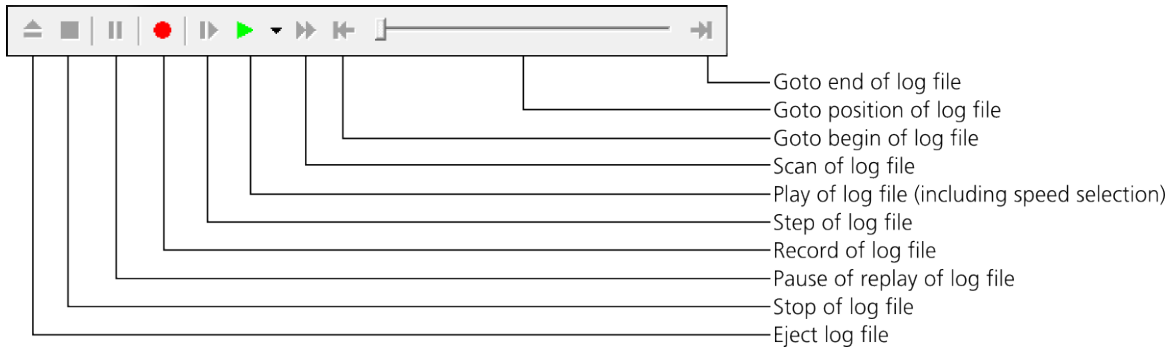 Goto end of log file
Goto position of log file
Goto begin of log file
Scan of log file
Play of log file (including speed selection)
Step of log file
Record of log file
Pause of replay of log file
Stop of log file
Eject log file